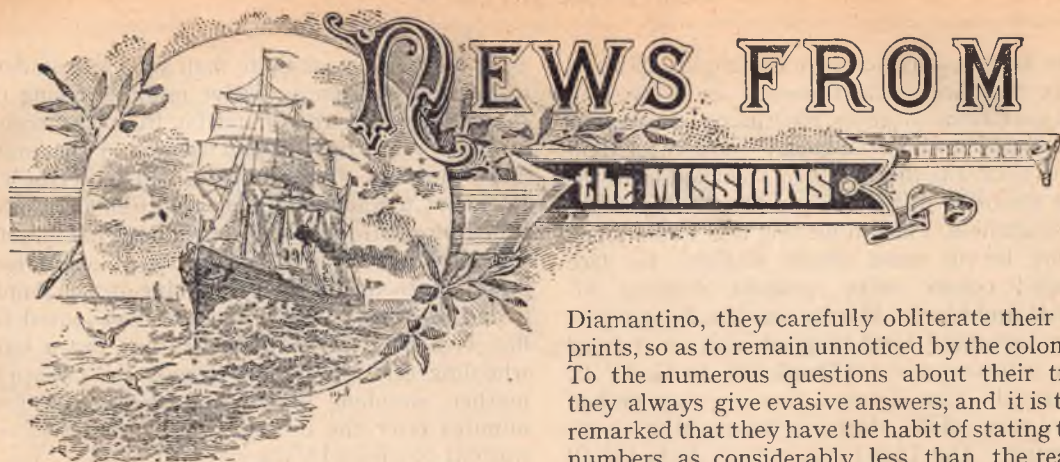 NEWS FROM
the MISSIONS
Diamantino, they carefully obliterate their
prints, so as to remain unnoticed by the colon
To the numerous questions about their t
they always give evasive answers; and it is t
remarked that they have the habit of stating t
numbers as considerably less than the rea